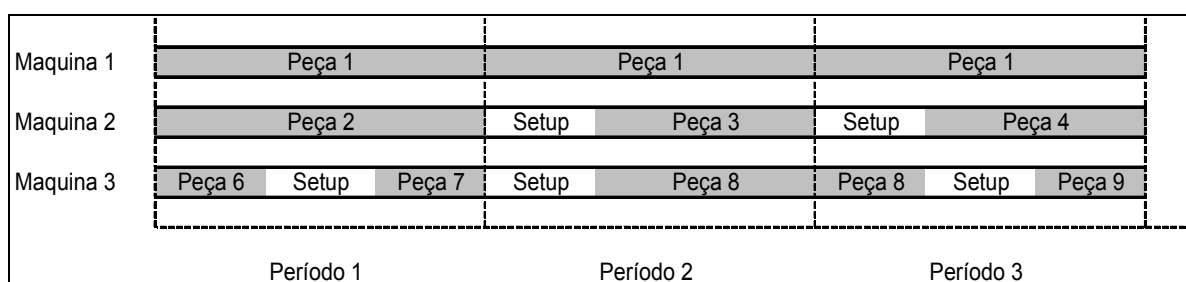 Maquina 1 Peça 1 Peça 1 Peça 1
Maquina 2 Peça 2 Setup Peça 3 Setup Peça 4
Maquina 3 Peça 6 Setup Peça 7 Setup Peça 8 Peça 8 Setup Peça 9
Período 1 Período 2 Período 3